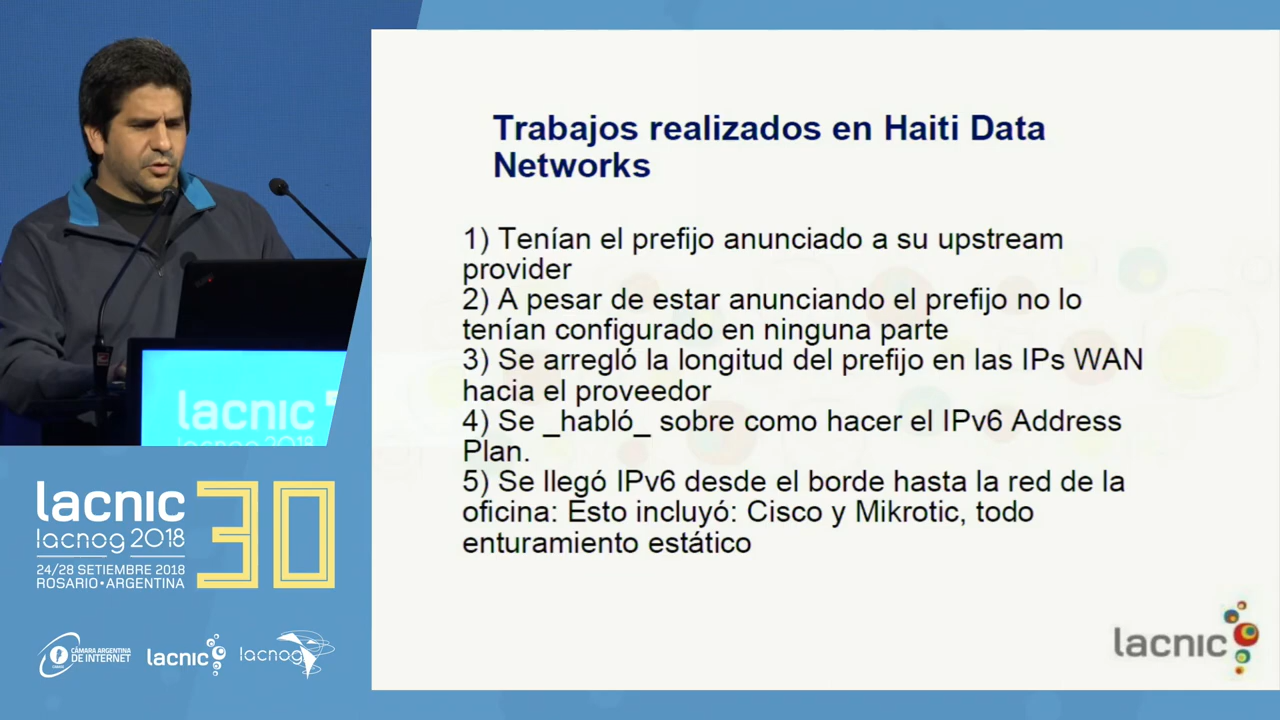 Trabajos realizados en Haiti Data
Networks
1) Tenían el prefijo anunciado a su upstream
provider
2) A pesar de estar anunciando el prefijo no lo
tenían configurado en ninguna parte
3) Se arregló la longitud del prefijo en las IPs WAN
hacia el proveedor
4) Se _habló_ sobre como hacer el IPv6 Address
Plan.
5) Se llegó IPv6 desde el borde hasta la red de la
oficina: Esto incluyó: Cisco y Mikrotic, todo
enturamiento estático
lacnic
lacnic
lacnog 2018
lacnic 30
lacnog 2018
24/28 SETIEMBRE 2018
ROSARIO•ARGENTINA
CÁMARA ARGENTINA
DE INTERNET
lacnic
lacnog